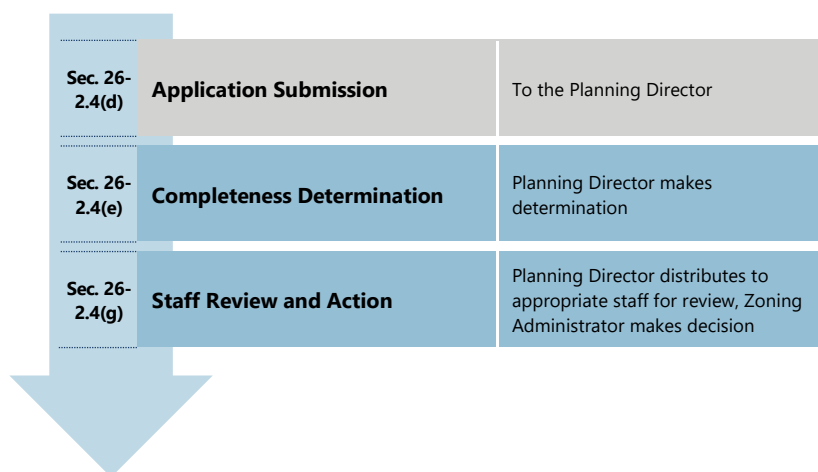 Sec. 26-
2.4(d)
Application Submission
To the Planning Director
Sec. 26-
2.4(e)
Completeness Determination
Planning Director makes
determination
Sec. 26-
2.4(g)
Staff Review and Action
Planning Director distributes to
appropriate staff for review, Zoning
Administrator makes decision